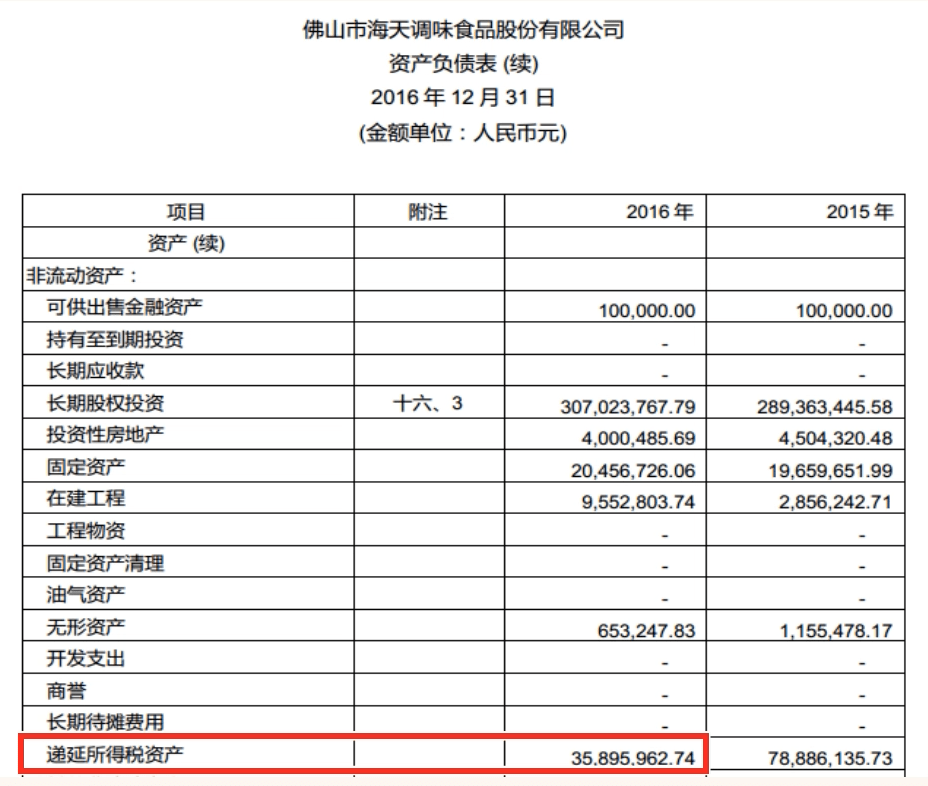 佛山市海天调味食品股份有限公司
资产负债表 (续)
2016 年 12 月 31 日
(金额单位：人民币元)
项目 附注 2016 年 2015 年
资产 (续)
非流动资产：
可供出售金融资产 100,000.00 100,000.00
持有至到期投资 - -
长期应收款 - -
长期股权投资 十六、3 307,023,767.79 289,363,445.58
投资性房地产 4,000,485.69 4,504,320.48
固定资产 20,456,726.06 19,659,651.99
在建工程 9,552,803.74 2,856,242.71
工程物资 - -
固定资产清理 - -
油气资产 - -
无形资产 653,247.83 1,155,478.17
开发支出 - -
商誉 - -
长期待摊费用 - -
递延所得税资产 35,895,962.74 78,886,135.73